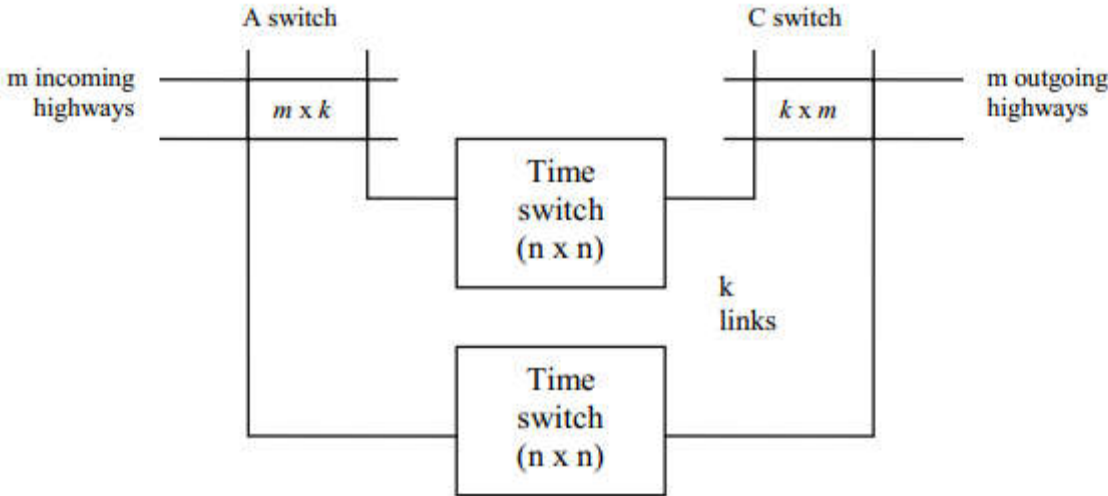 A switch
C switch
m incoming
highways
m x k
k x m
m outgoing
highways
Time
switch
(n x n)
k
links
Time
switch
(n x n)